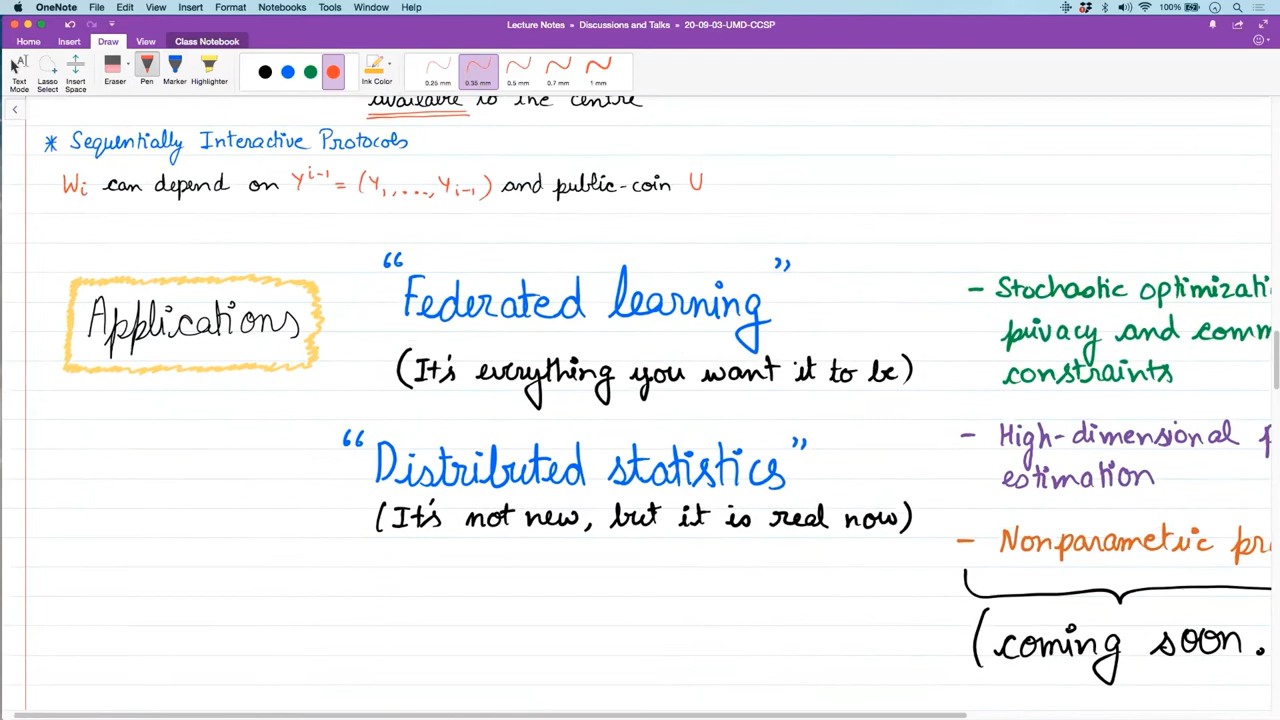 OneNote File Edit View Insert Format Notebooks Tools Window Help 100%
Lecture Notes » Discussions and Talks » 20-09-03-UMD-CCSP
Home Insert Draw View Class Notebook
Text Mode Lasso Select Insert Space Eraser Pen Marker Highlighter Ink Color 0.25 mm 0.35 mm 0.5 mm 0.7 mm 1 mm
available to the centre
* Sequentially Interactive Protocols
Wi can depend on Y^{i-1} = (Y_1, ..., Y_{i-1}) and public-coin U
Applications
"Federated learning"
(It's everything you want it to be)
"Distributed statistics"
(It's not new, but it is real now)
- Stochastic optimizati
privacy and comm
constraints
- High-dimensional
estimation
- Nonparametric pr
(coming soon.